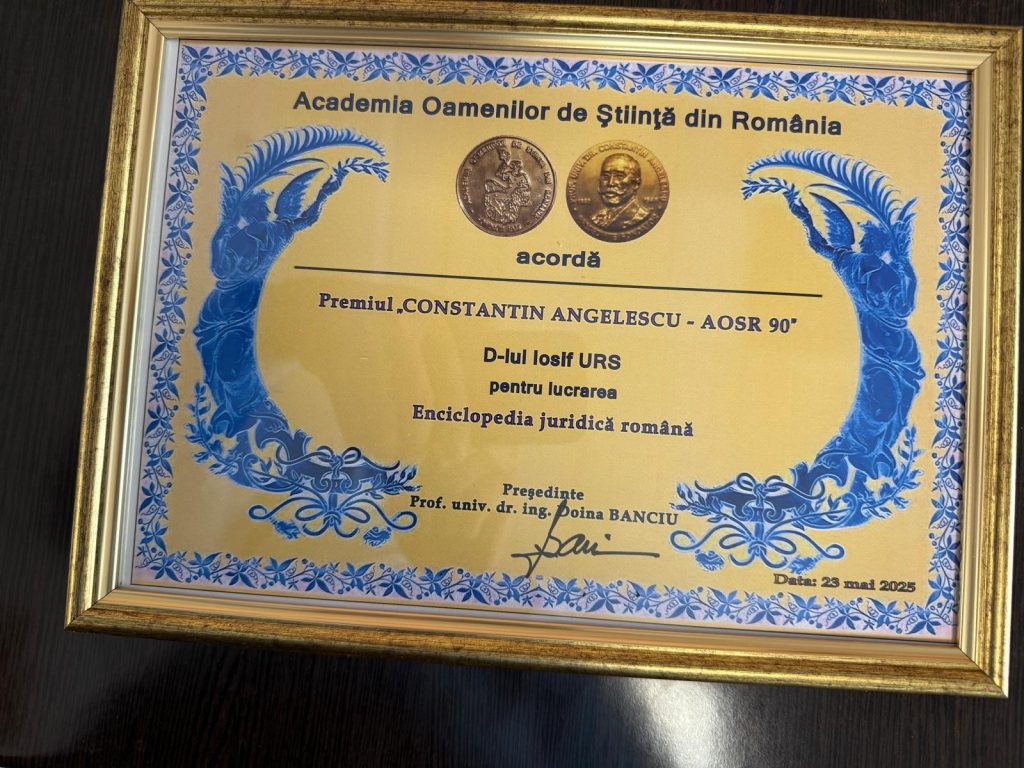 Academia Oamenilor de Ştiinţă din România
acordă
Premiul „CONSTANTIN ANGELESCU - AOSR 90”
D-lui Iosif URS
pentru lucrarea
Enciclopedia juridică română
Preşedinte
Prof. univ. dr. ing. Doina BANCIU
Data: 23 mai 2025